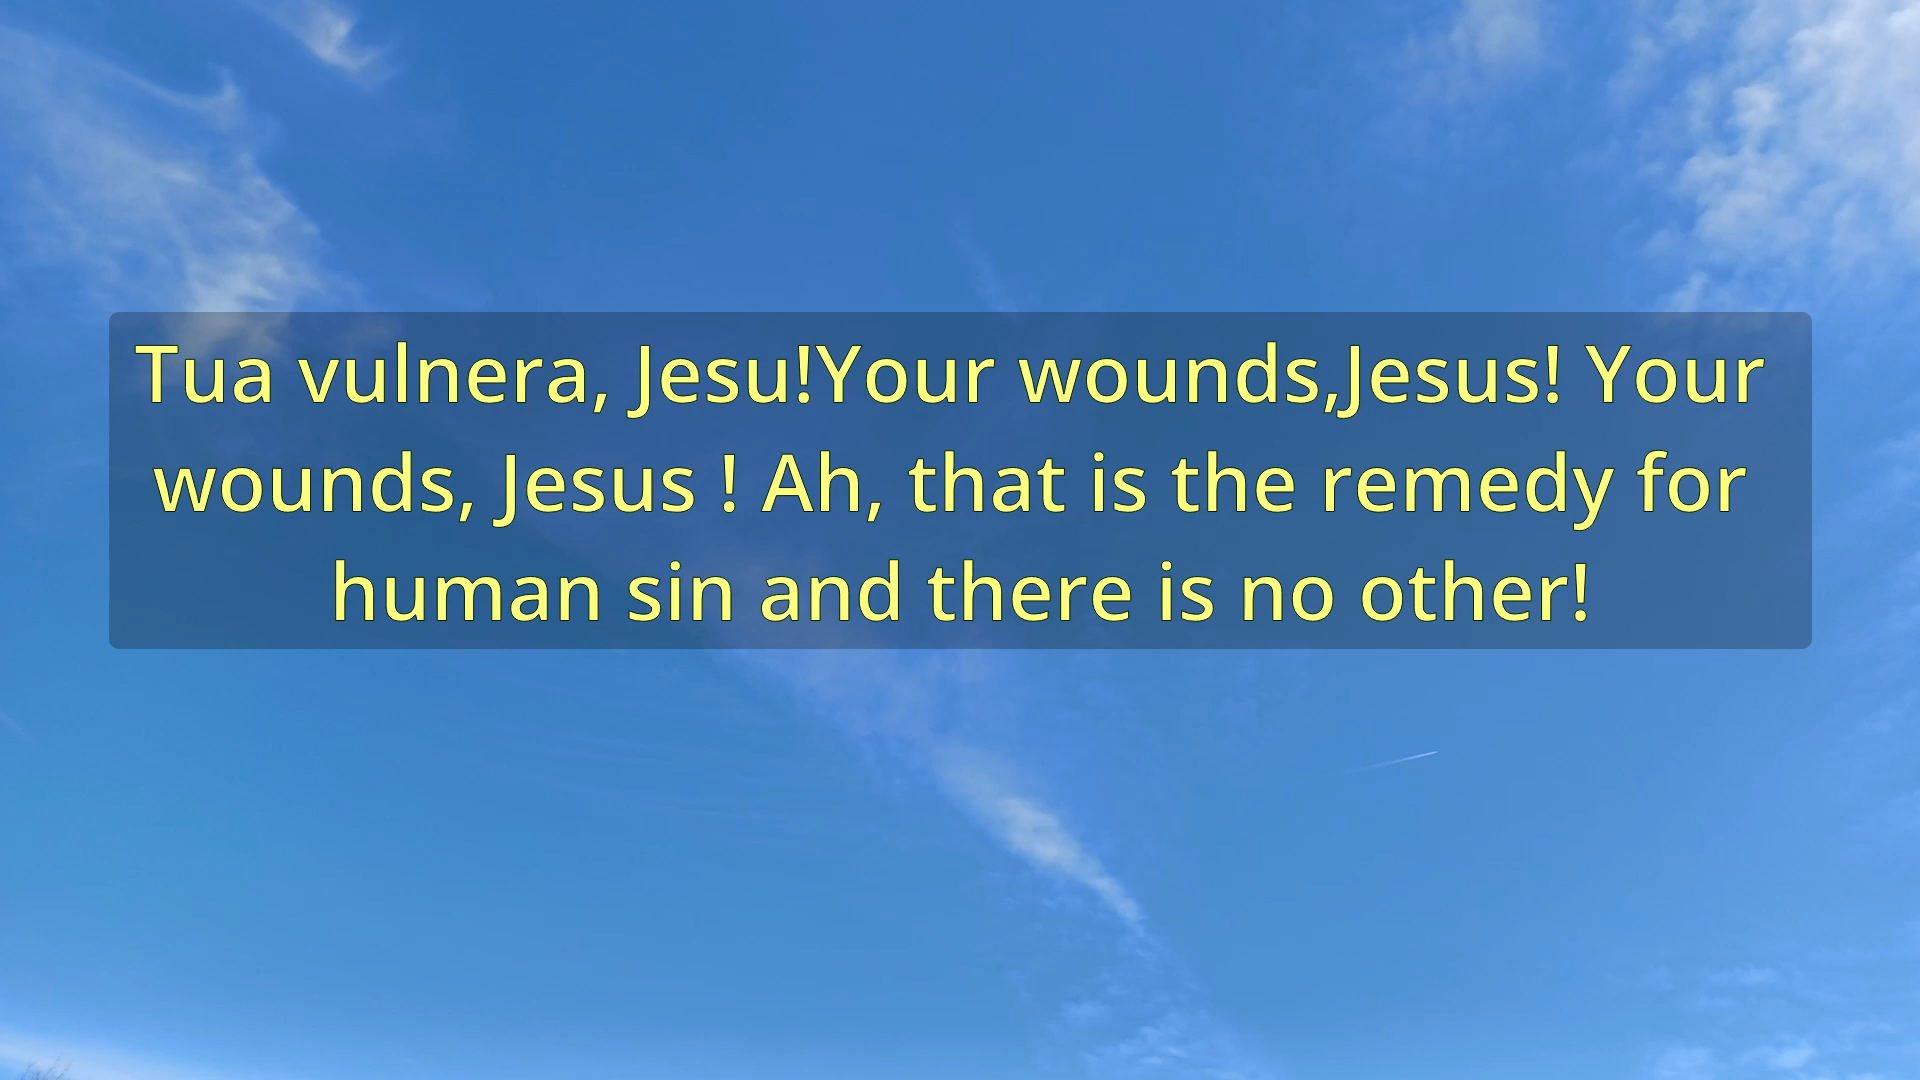 Tua vulnera, Jesu!Your wounds,Jesus! Your
wounds, Jesus ! Ah, that is the remedy for
human sin and there is no other!